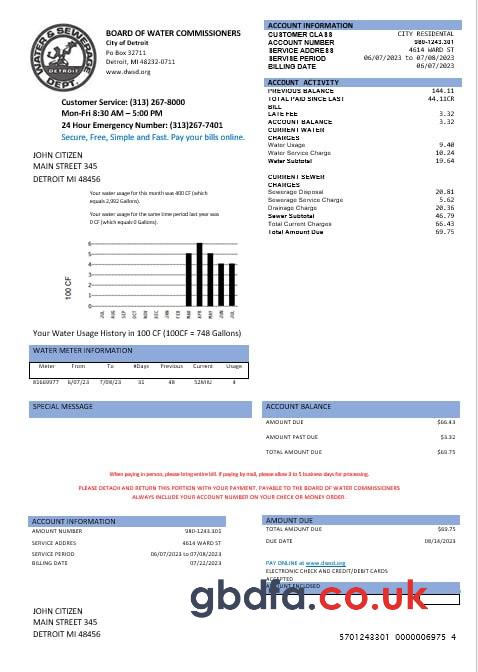 WATER & SEWERAGE
DETROIT
DEPT.
BOARD OF WATER COMMISSIONERS
City of Detroit
Po Box 32711
Detroit, MI 48232-0711
www.dwsd.org
Customer Service: (313) 267-8000
Mon-Fri 8:30 AM – 5:00 PM
24 Hour Emergency Number: (313)267-7401
Secure, Free, Simple and Fast. Pay your bills online.
JOHN CITIZEN
MAIN STREET 345
DETROIT MI 48456
Your water usage for this month was 400 CF (which
equels 2,992 Gallons).
Your water usage for the same time period last year was
0 CF (which equels 0 Gallons).
100 CF
6
5
4
3
2
1
0
JUL AUG SEP OCT NOV DEC JAN FEB MAR APR MAY JUN JUL
Your Water Usage History in 100 CF (100CF = 748 Gallons)
WATER METER INFORMATION
Meter From To #Days Previous Current Usage
81669977 6/07/23 7/08/23 31 48 52MIU 4
ACCOUNT INFORMATION
CUSTOMER CLASS CITY RESIDENTAL
ACCOUNT NUMBER 980-1243.301
SERVICE ADDRESS 4614 WARD ST
SERVISE PERIOD 06/07/2023 to 07/08/2023
BILLING DATE 06/07/2023
ACCOUNT ACTIVITY
PREVIOUS BALANCE 144.11
TOTAL PAID SINCE LAST 44.11CR
BILL
LATE FEE 3.32
ACCOUNT BALANCE 3.32
CURRENT WATER
CHARGES
Water Usage 9.40
Water Service Charge 10.24
Water Subtotal 19.64
CURRENT SEWER
CHARGES
Sewerage Disposal 20.81
Sewerage Service Charge 5.62
Drainage Charge 20.36
Sewer Subtotal 46.79
Total Current Charges 66.43
Total Amount Due 69.75
SPECIAL MESSAGE
ACCOUNT BALANCE
AMOUNT DUE $66.43
AMOUNT PAST DUE $3.32
TOTAL AMOUNT DUE $69.75
When paying in person, please bring entire bill. If paying by mail, please allow 3 to 5 business days for processing.
PLEASE DETACH AND RETURN THIS PORTION WITH YOUR PAYMENT, PAYABLE TO THE BOARD OF WATER COMMISSIONERS
ALWAYS INCLUDE YOUR ACCOUNT NUMBER ON YOUR CHECK OR MONEY ORDER.
ACCOUNT INFORMATION
AMOUNT NUMBER 980-1243.301
SERVICE ADDRES 4614 WARD ST
SERVICE PERIOD 06/07/2023 to 07/08/2023
BILLING DATE 07/22/2023
AMOUNT DUE
TOTAL AMOUNT DUE $69.75
DUE DATE 08/14/2023
PAY ONLINE at www.dwsd.org
ELECTRONIC CHECK AND CREDIT/DEBIT CARDS
ACCEPTED
AMOUNT ENCLOSED
gbdfa.co.uk
JOHN CITIZEN
MAIN STREET 345
DETROIT MI 48456
5701243301 0000006975 4